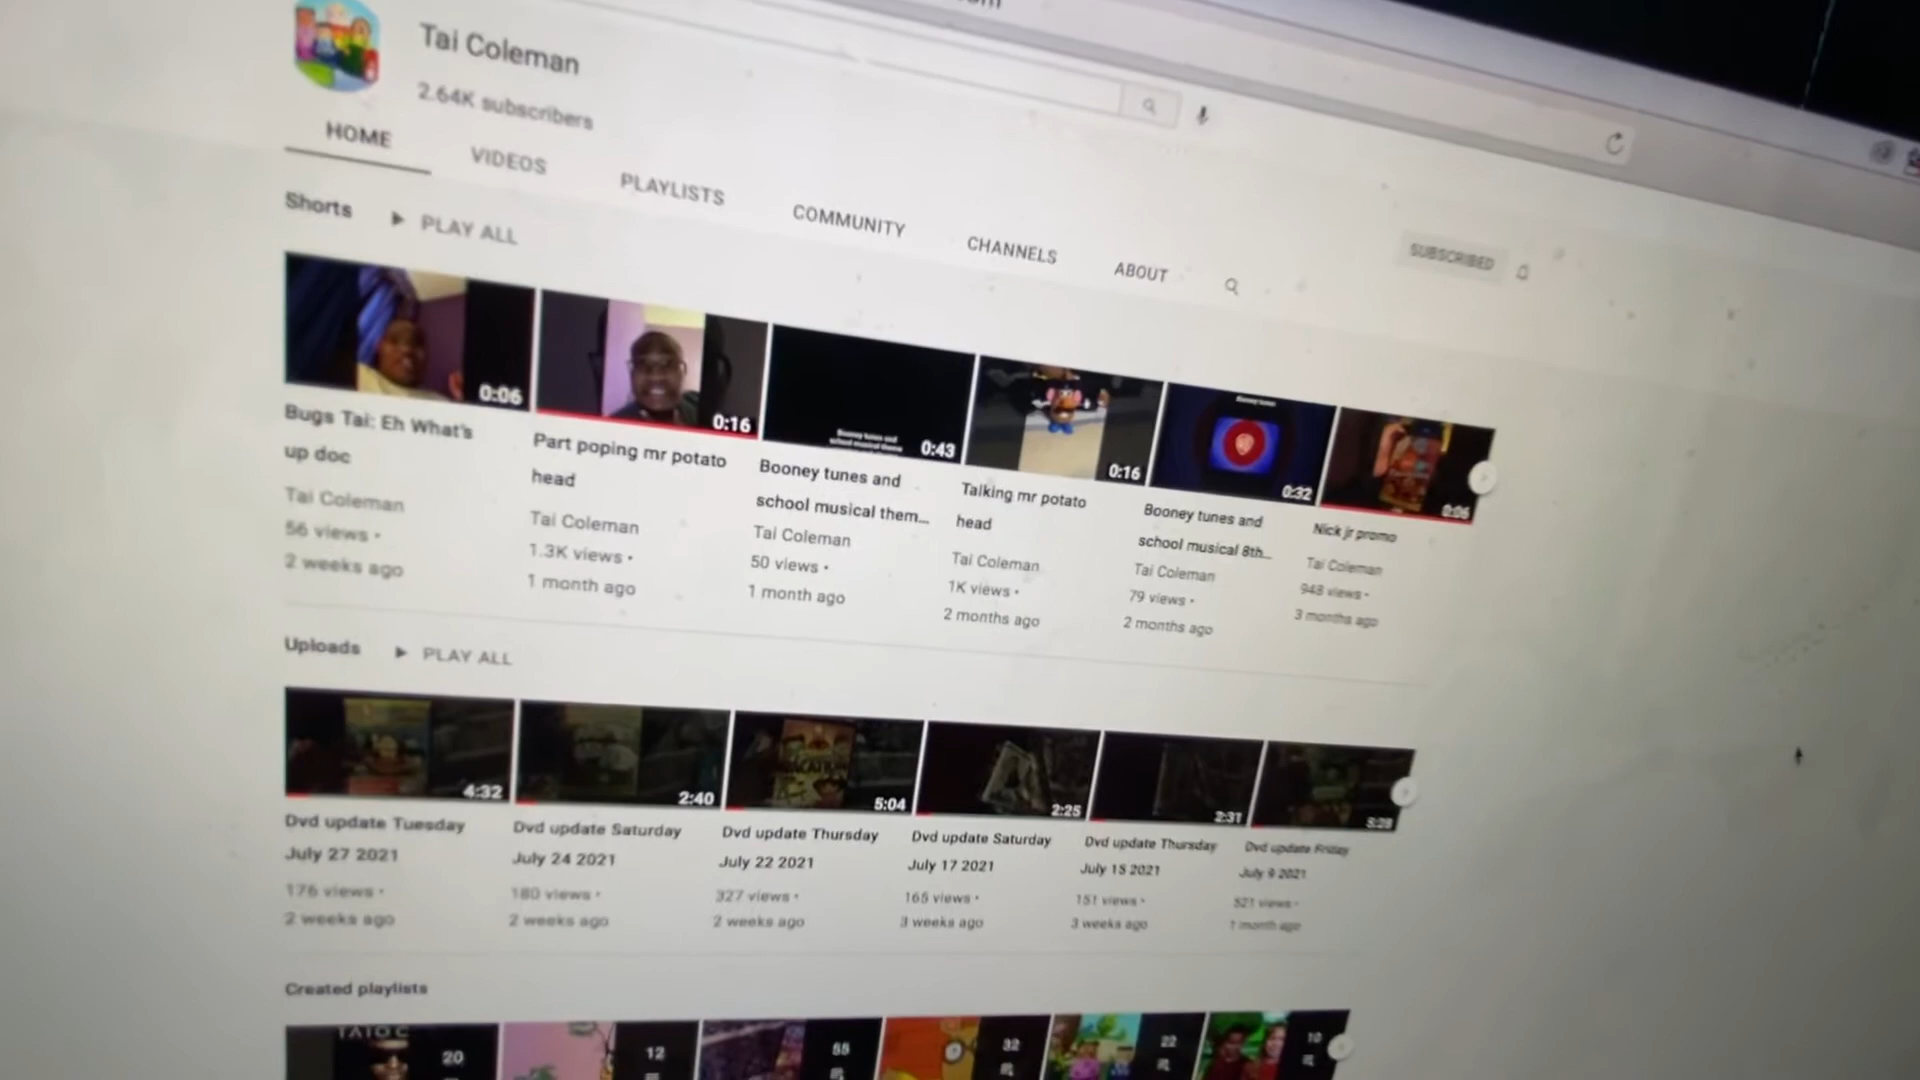 Tai Coleman
2.64K subscribers
HOME
VIDEOS
PLAYLISTS
COMMUNITY
CHANNELS
ABOUT
SUBSCRIBED
Shorts
PLAY ALL
0:06
0:16
0:43
0:16
0:32
0:06
Bugs Tai: Eh What's
up doc
Tai Coleman
56 views •
2 weeks ago
Part poping mr potato
head
Tai Coleman
1.3K views •
1 month ago
Booney tunes and
school musical them...
Tai Coleman
50 views •
1 month ago
Talking mr potato
head
Tai Coleman
1K views •
2 months ago
Booney tunes and
school musical 8th...
Tai Coleman
79 views •
2 months ago
Nick jr promo
Tai Coleman
948 views •
3 months ago
Uploads
PLAY ALL
4:32
2:40
5:04
2:25
2:31
Dvd update Tuesday
July 27 2021
176 views •
2 weeks ago
Dvd update Saturday
July 24 2021
180 views •
2 weeks ago
Dvd update Thursday
July 22 2021
327 views •
2 weeks ago
Dvd update Saturday
July 17 2021
165 views •
3 weeks ago
Dvd update Thursday
July 15 2021
151 views •
3 weeks ago
Dvd update Friday
July 9 2021
521 views •
1 month ago
Created playlists
20
12
55
32
22
10